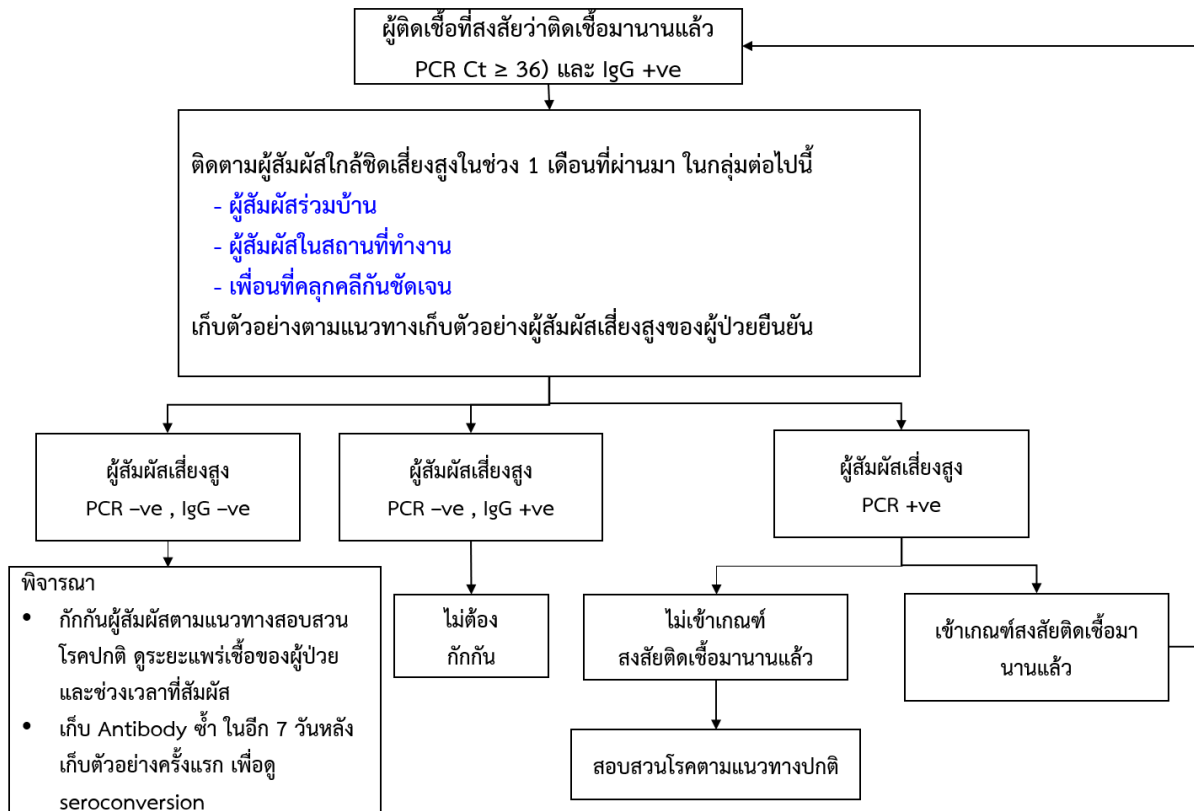 ผู้ติดเชื้อที่สงสัยว่าติดเชื้อมานานแล้ว
PCR Ct ≥ 36) และ IgG +ve
ติดตามผู้สัมผัสใกล้ชิดเสี่ยงสูงในช่วง 1 เดือนที่ผ่านมา ในกลุ่มต่อไปนี้
- ผู้สัมผัสร่วมบ้าน
- ผู้สัมผัสในสถานที่ทำงาน
- เพื่อนที่คลุกคลีกันชัดเจน
เก็บตัวอย่างตามแนวทางเก็บตัวอย่างผู้สัมผัสเสี่ยงสูงของผู้ป่วยยืนยัน
ผู้สัมผัสเสี่ยงสูง
PCR –ve , IgG –ve
ผู้สัมผัสเสี่ยงสูง
PCR –ve , IgG +ve
ผู้สัมผัสเสี่ยงสูง
PCR +ve
พิจารณา
• กักกันผู้สัมผัสตามแนวทางสอบสวน
โรคปกติ ดูระยะแพร่เชื้อของผู้ป่วย
และช่วงเวลาที่สัมผัส
• เก็บ Antibody ซ้ำ ในอีก 7 วันหลัง
เก็บตัวอย่างครั้งแรก เพื่อดู
seroconversion
ไม่ต้อง
กักกัน
ไม่เข้าเกณฑ์
สงสัยติดเชื้อมานานแล้ว
เข้าเกณฑ์สงสัยติดเชื้อมา
นานแล้ว
สอบสวนโรคตามแนวทางปกติ